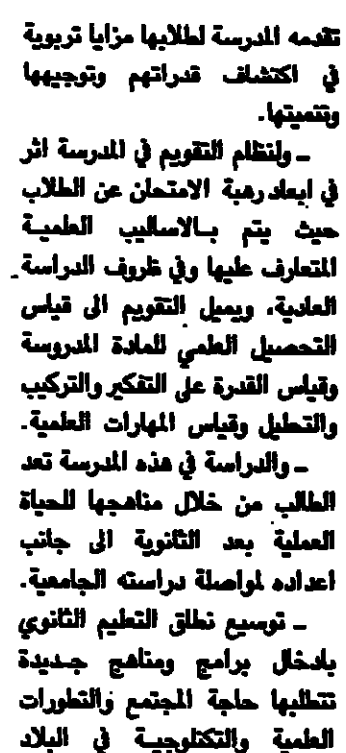 تقدمه المدرسة لطلابها مزايا تربوية
في اكتشاف قدراتهم وتوجيهها
وتنميتها.
ـ ولنظام التقويم في المدرسة اثر
في ابعاد رهبة الامتحان عن الطلاب
حيث يتم بالاساليب العلمية
المتعارف عليها وفي ظروف الدراسة
العادية، ويميل التقويم الى قياس
التحصيل العلمي للمادة المدروسة
وقياس القدرة على التفكير والتركيب
والتحليل وقياس المهارات العلمية.
ـ والدراسة في هذه المدرسة تعد
الطالب من خلال مناهجها للحياة
العملية بعد الثانوية الى جانب
اعداده لمواصلة دراسته الجامعية.
ـ توسيع نطاق التعليم الثانوي
بادخال برامج ومناهج جديدة
تتطلبها حاجة المجتمع والتطورات
العلمية والتكنلوجية في البلاد